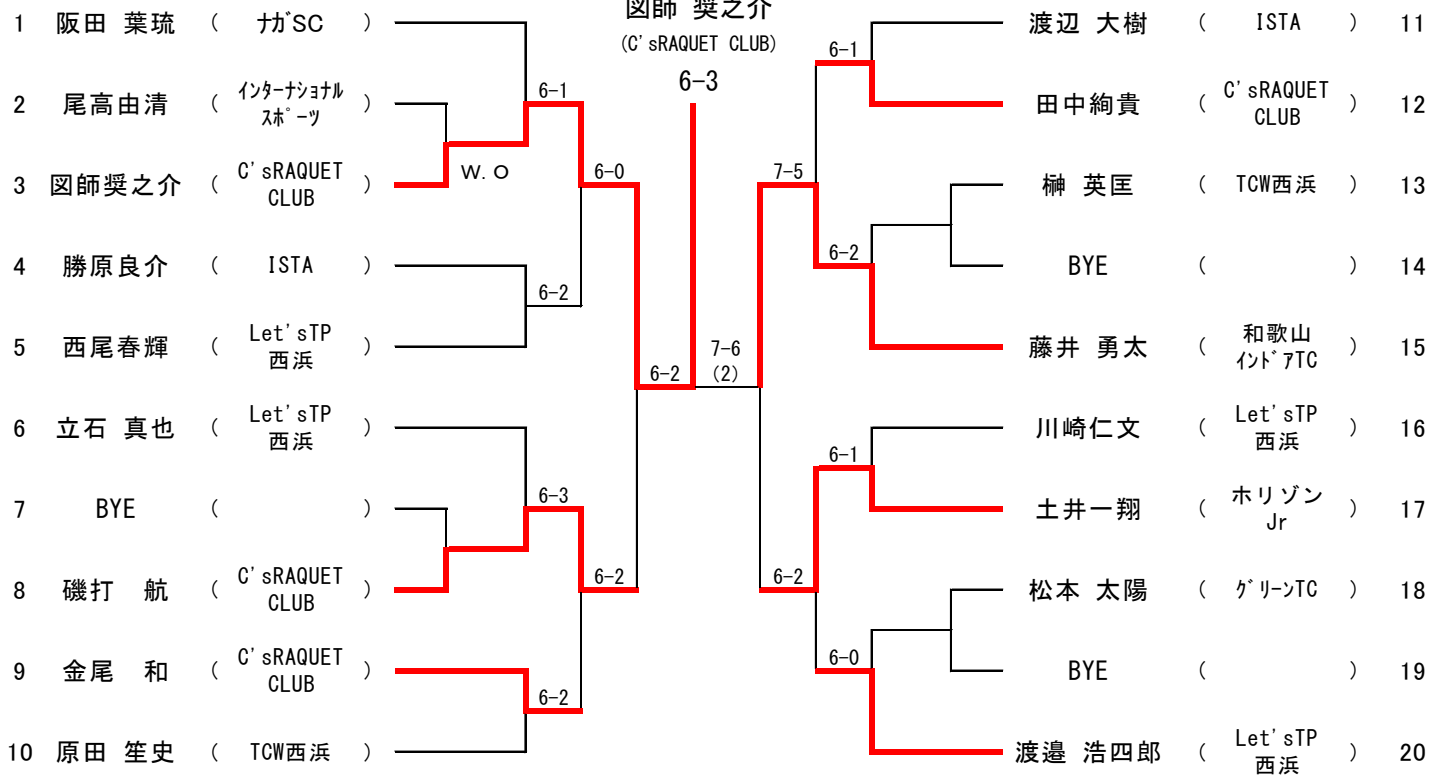 図師 奨之介
(C'sRAQUET CLUB)
6-3
1 阪田 葉琉 ( ﾅｶﾞSC )
2 尾高由清 ( ｲﾝﾀｰﾅｼｮﾅﾙ
ｽﾎﾟｰﾂ )
W.O
6-1
3 図師奨之介 ( C'sRAQUET
CLUB )
6-0
4 勝原良介 ( ISTA )
6-2
5 西尾春輝 ( Let'sTP
西浜 )
6-2
6 立石 真也 ( Let'sTP
西浜 )
7 BYE ( )
6-3
8 磯打 航 ( C'sRAQUET
CLUB )
6-2
9 金尾 和 ( C'sRAQUET
CLUB )
6-2
10 原田 笙史 ( TCW西浜 )
7-6
(2)
渡辺 大樹 ( ISTA ) 11
6-1
田中絢貴 ( C'sRAQUET
CLUB ) 12
7-5
榊 英匡 ( TCW西浜 ) 13
6-2
BYE ( ) 14
藤井 勇太 ( 和歌山
ｲﾝﾄﾞｱTC ) 15
川崎仁文 ( Let'sTP
西浜 ) 16
6-1
土井一翔 ( ホリゾン
Jr ) 17
6-2
松本 太陽 ( ｸﾞﾘｰﾝTC ) 18
6-0
BYE ( ) 19
渡邉 浩四郎 ( Let'sTP
西浜 ) 20